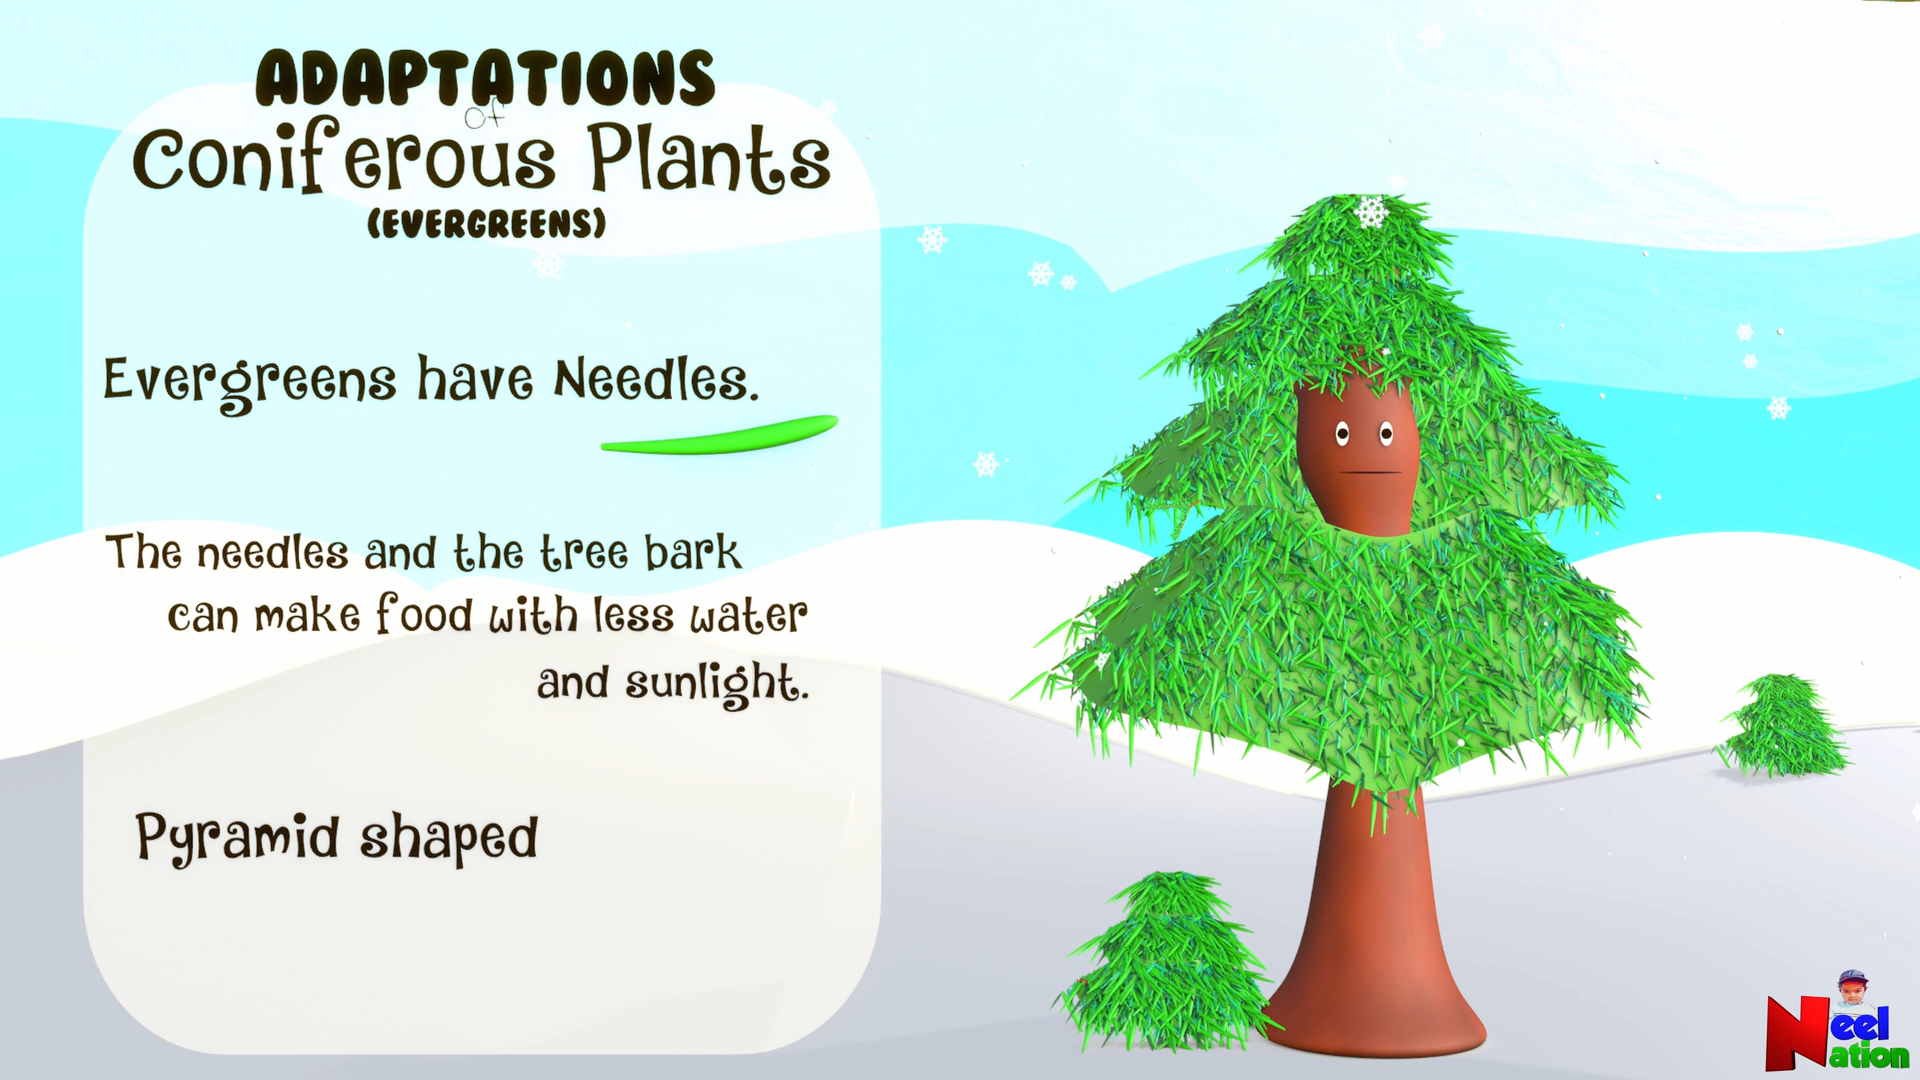 ADAPTATIONS
of
Coniferous Plants
(EVERGREENS)
Evergreens have Needles.
The needles and the tree bark
can make food with less water
and sunlight.
Pyramid shaped
Neel
Nation